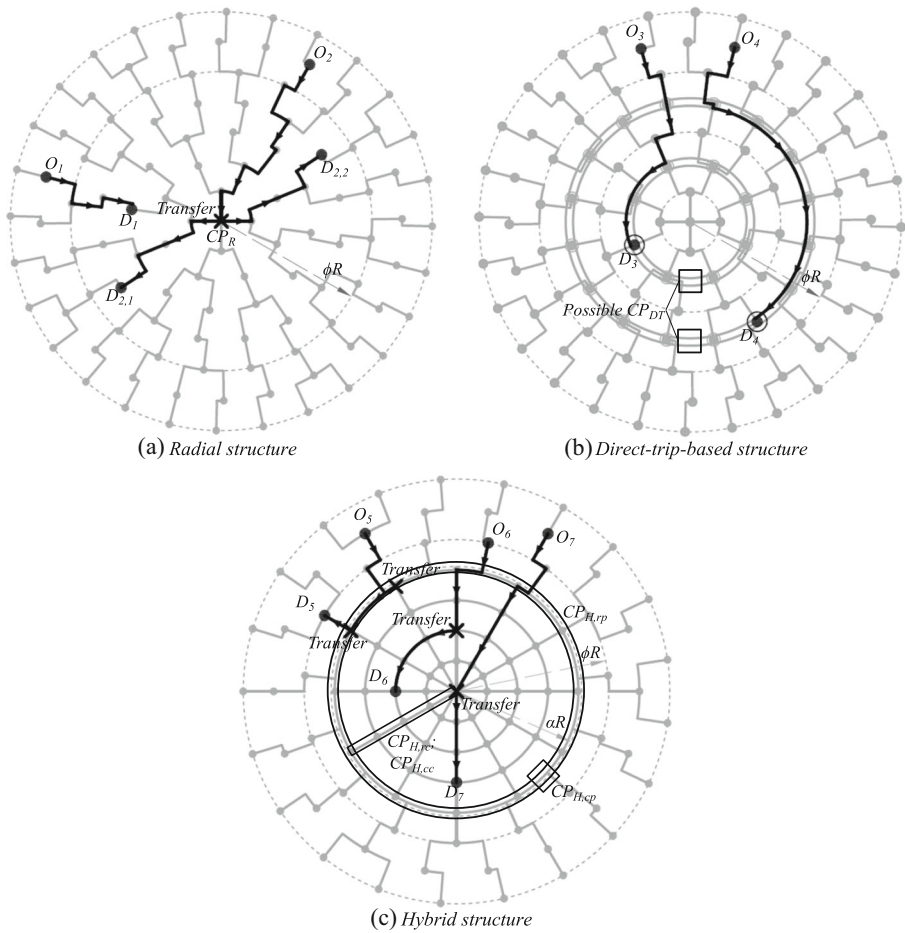 O2
O1
D2,2
Transfer
D1
CPR
D2,1
ϕR
(a) Radial structure
O3
O4
D3
ϕR
Possible CPDT
D4
(b) Direct-trip-based structure
O5
O6
O7
Transfer
D5
CPH,rp
Transfer
Transfer
ϕR
D6
Transfer
αR
CPH,rc;
CPH,cc
D7
CPH,cp
(c) Hybrid structure